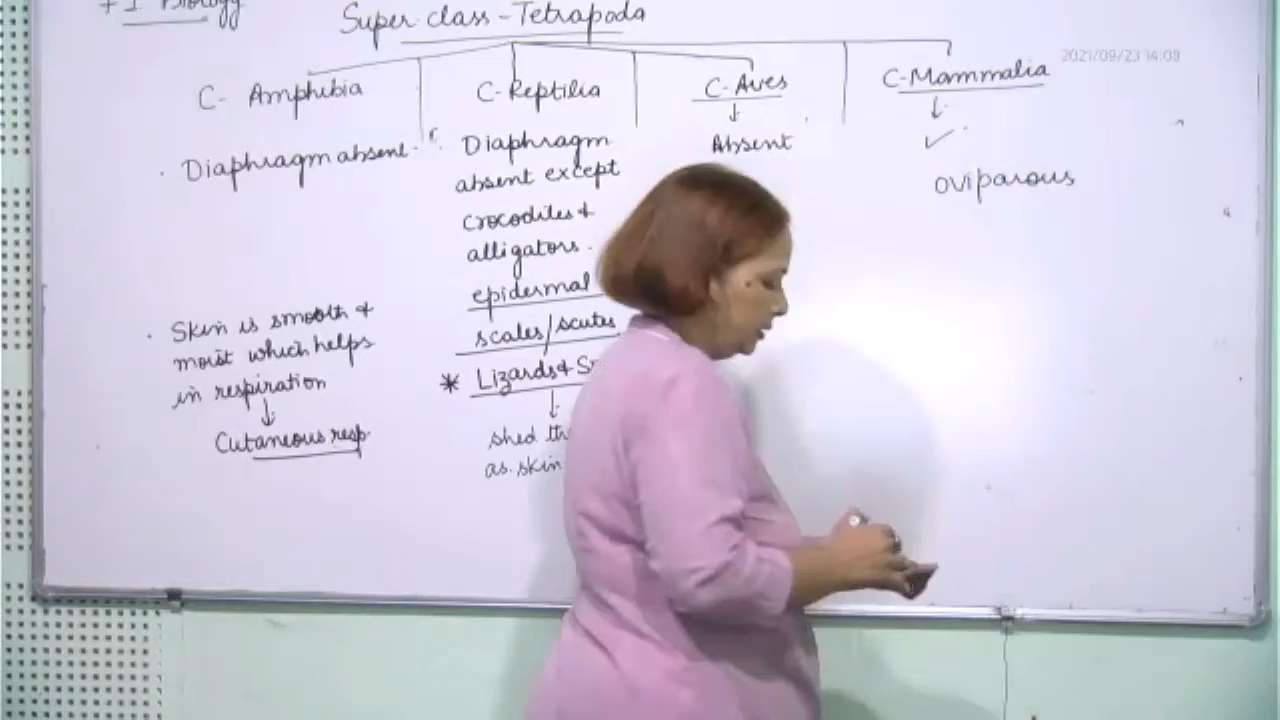 +1 Biology
Super class - Tetrapoda
2021/09/23 14:08
C- Amphibia
Diaphragm absent.
Skin is smooth &
moist which helps
in respiration
↓
Cutaneous resp.
C- Reptilia
Diaphragm
absent except
crocodiles &
alligators.
epidermal
scales/scutes
* Lizards &
↓
shed
as skin
C- Aves
↓
Absent
C- Mammalia
↓
✓
oviparous